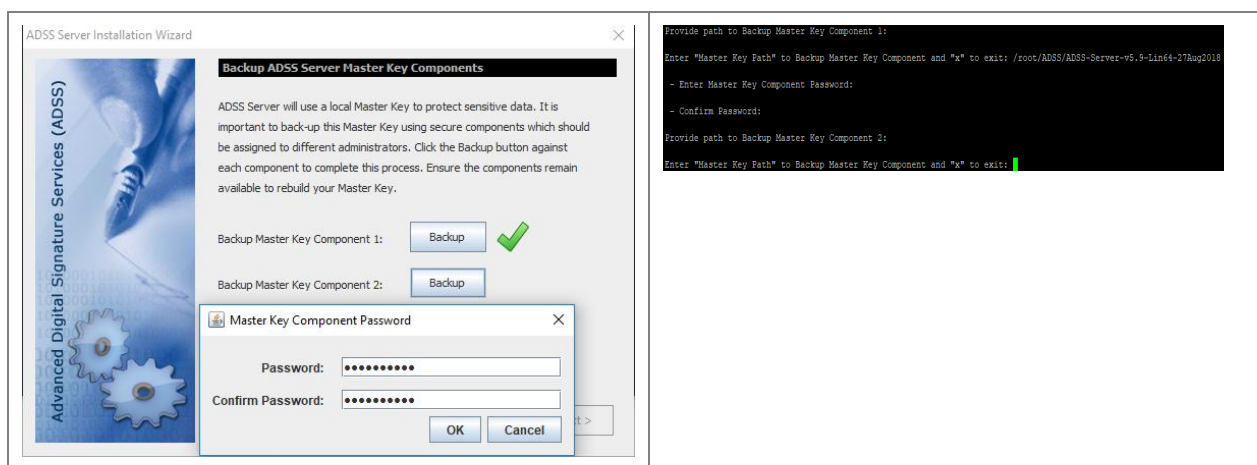 ADSS Server Installation Wizard
Advanced Digital Signature Services (ADSS)
Backup ADSS Server Master Key Components
ADSS Server will use a local Master Key to protect sensitive data. It is
important to back-up this Master Key using secure components which should
be assigned to different administrators. Click the Backup button against
each component to complete this process. Ensure the components remain
available to rebuild your Master Key.
Backup Master Key Component 1:
Backup
Backup Master Key Component 2:
Backup
Master Key Component Password
Password:
Confirm Password:
OK
Cancel
Provide path to Backup Master Key Component 1:
Enter "Master Key Path" to Backup Master Key Component and "x" to exit: /root/ADSS/ADSS-Server-v5.9-Lin64-27Aug2018
- Enter Master Key Component Password:
- Confirm Password:
Provide path to Backup Master Key Component 2:
Enter "Master Key Path" to Backup Master Key Component and "x" to exit: